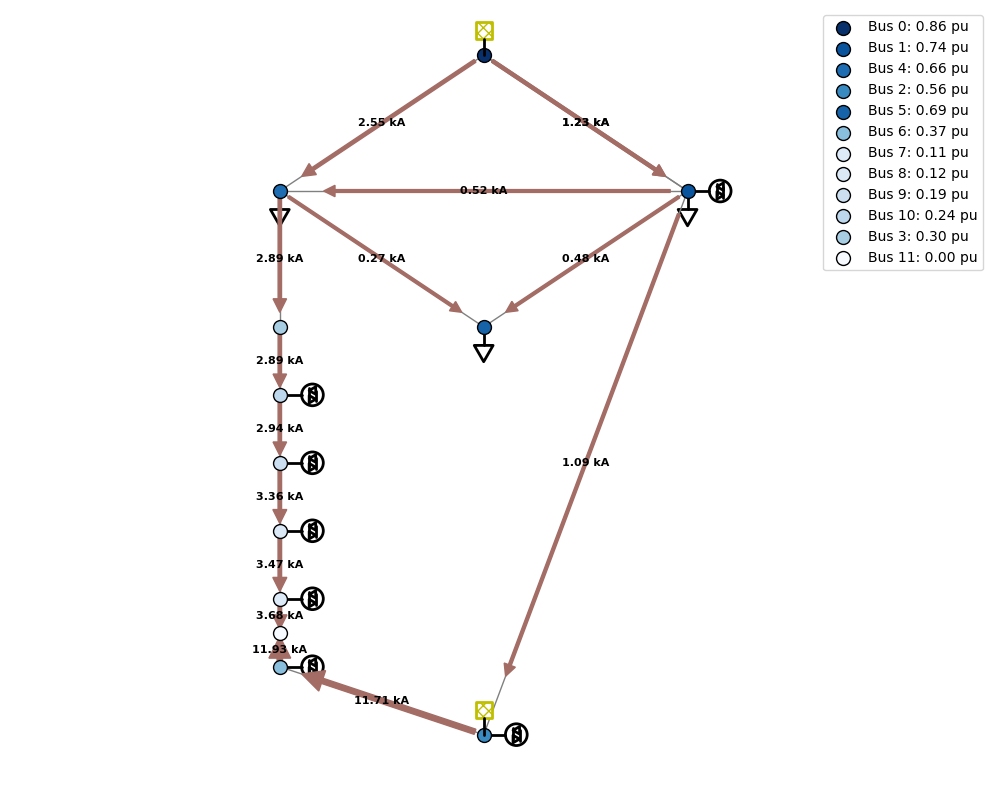 Bus 0: 0.86 pu
Bus 1: 0.74 pu
Bus 4: 0.66 pu
Bus 2: 0.56 pu
Bus 5: 0.69 pu
Bus 6: 0.37 pu
Bus 7: 0.11 pu
Bus 8: 0.12 pu
Bus 9: 0.19 pu
Bus 10: 0.24 pu
Bus 3: 0.30 pu
Bus 11: 0.00 pu
2.55 kA
1.23 kA
0.52 kA
2.89 kA
0.27 kA
0.48 kA
2.89 kA
2.94 kA
1.09 kA
3.36 kA
3.47 kA
3.68 kA
11.93 kA
11.71 kA